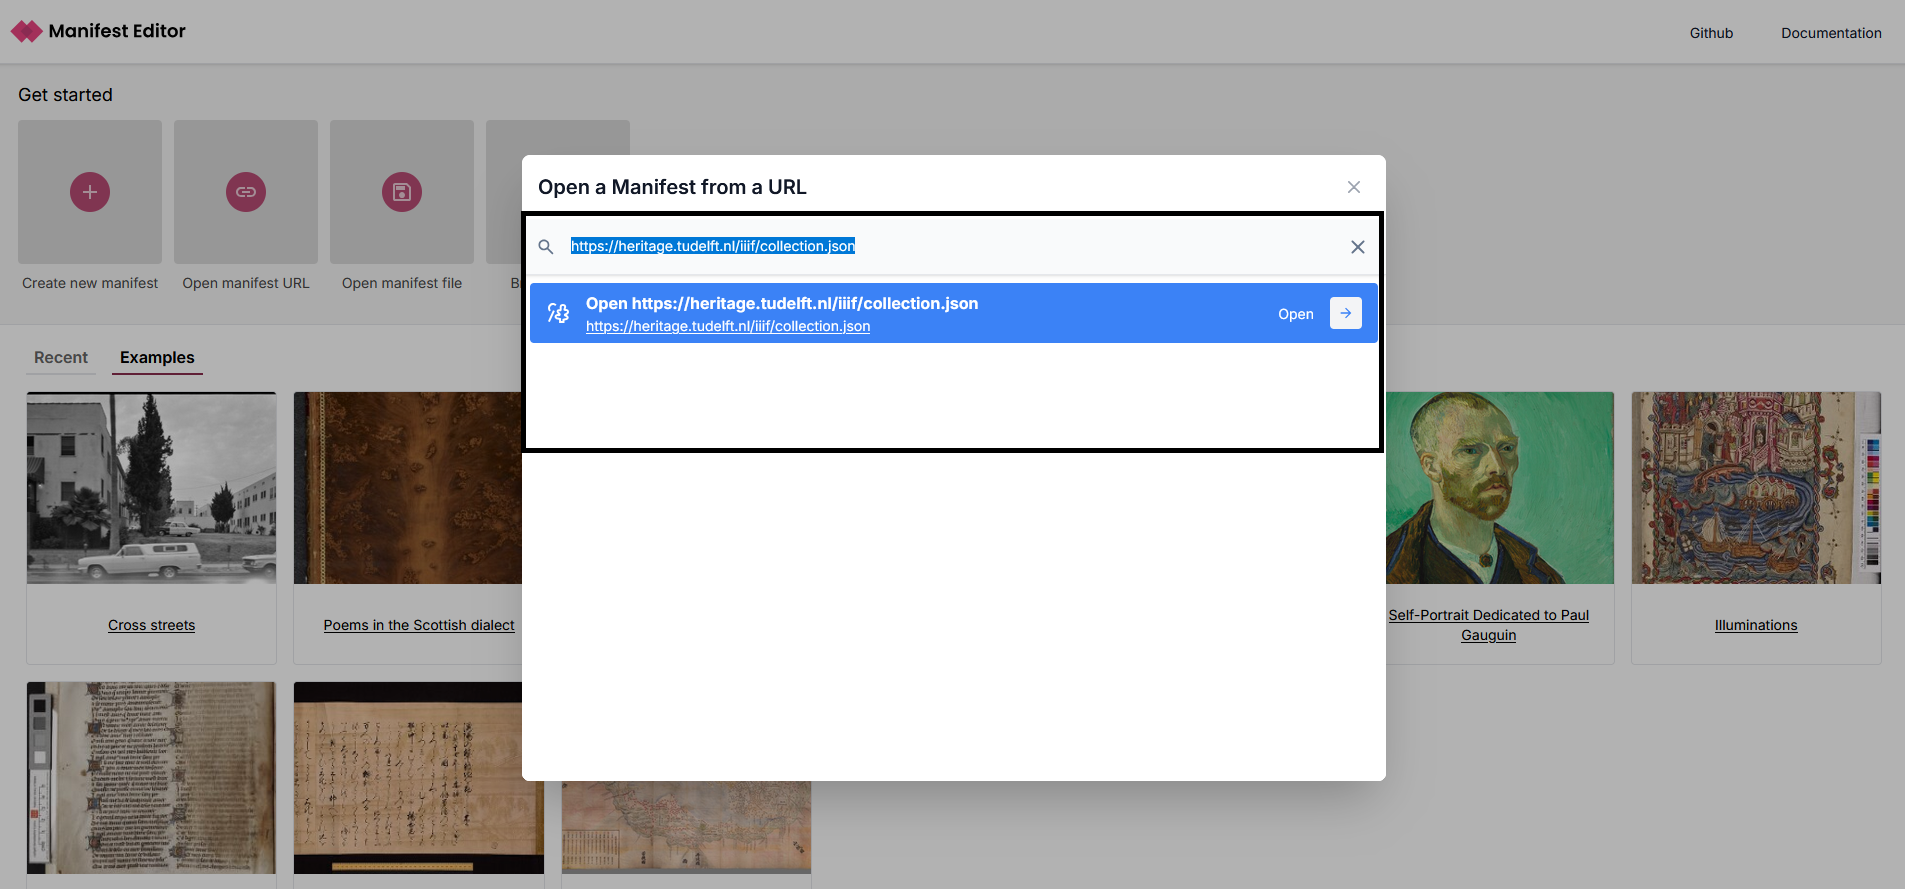 Manifest Editor
Github
Documentation
Get started
Create new manifest
Open manifest URL
Open manifest file
Open a Manifest from a URL
https://heritage.tudelft.nl/iiif/collection.json
Open https://heritage.tudelft.nl/iiif/collection.json
https://heritage.tudelft.nl/iiif/collection.json
Open
Recent
Examples
Cross streets
Poems in the Scottish dialect
Self-Portrait Dedicated to Paul
Gauguin
Illuminations